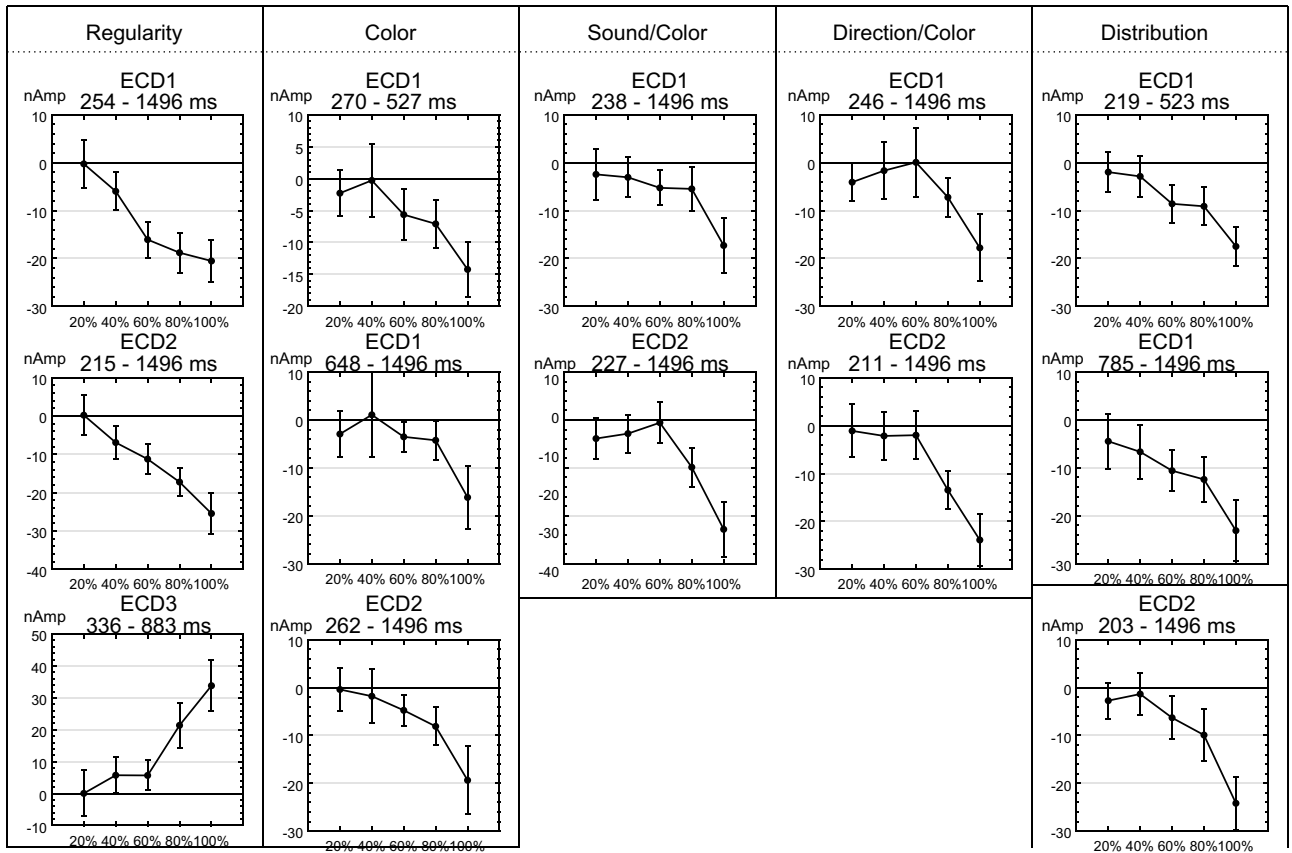 Regularity
Color
Sound/Color
Direction/Color
Distribution
ECD1
nAmp 254 - 1496 ms
10
0
-10
-20
-30
20% 40% 60% 80%100%
ECD1
nAmp 270 - 527 ms
10
5
0
-5
-10
-15
-20
20% 40% 60% 80%100%
ECD1
nAmp 238 - 1496 ms
10
0
-10
-20
-30
20% 40% 60% 80%100%
ECD1
nAmp 246 - 1496 ms
10
0
-10
-20
-30
20% 40% 60% 80%100%
ECD1
nAmp 219 - 523 ms
10
0
-10
-20
-30
20% 40% 60% 80%100%
ECD2
nAmp 215 - 1496 ms
10
0
-10
-20
-30
-40
20% 40% 60% 80%100%
ECD1
nAmp 648 - 1496 ms
10
0
-10
-20
-30
20% 40% 60% 80%100%
ECD2
nAmp 227 - 1496 ms
10
0
-10
-20
-30
-40
20% 40% 60% 80%100%
ECD2
nAmp 211 - 1496 ms
10
0
-10
-20
-30
20% 40% 60% 80%100%
ECD1
nAmp 785 - 1496 ms
10
0
-10
-20
-30
20% 40% 60% 80%100%
ECD3
nAmp 336 - 883 ms
50
40
30
20
10
0
-10
20% 40% 60% 80%100%
ECD2
nAmp 262 - 1496 ms
10
0
-10
-20
-30
20% 40% 60% 80%100%
ECD2
nAmp 203 - 1496 ms
10
0
-10
-20
-30
20% 40% 60% 80%100%